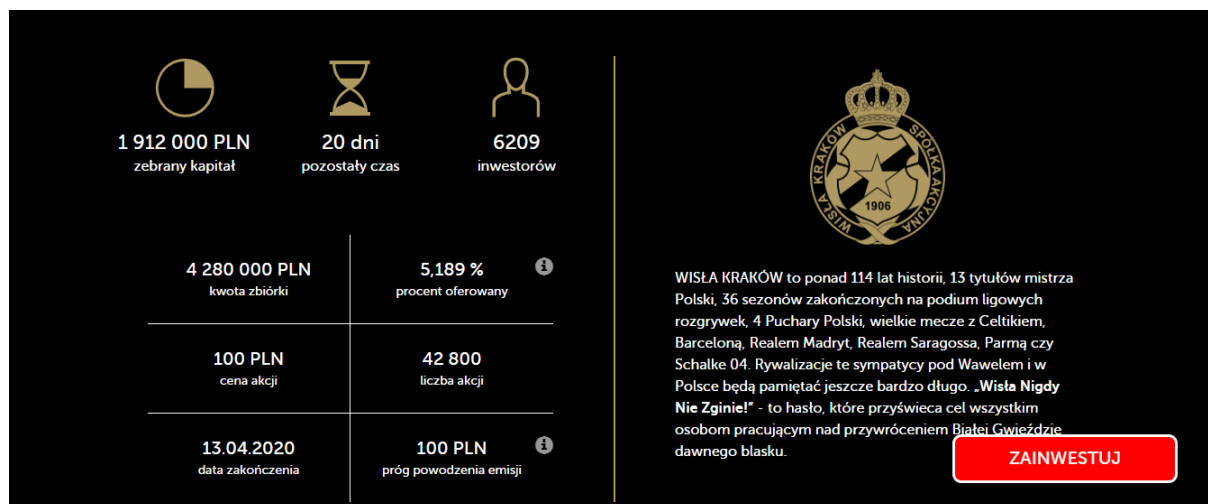 1 912 000 PLN
zebrany kapitał
20 dni
pozostały czas
6209
inwestorów
4 280 000 PLN
kwota zbiórki
5,189 %
procent oferowany
100 PLN
cena akcji
42 800
liczba akcji
13.04.2020
data zakończenia
100 PLN
próg powodzenia emisji
WISŁA KRAKÓW SPÓŁKA AKCYJNA
1906
WISŁA KRAKÓW to ponad 114 lat historii, 13 tytułów mistrza
Polski, 36 sezonów zakończonych na podium ligowych
rozgrywek, 4 Puchary Polski, wielkie mecze z Celtikiem,
Barceloną, Realem Madryt, Realem Saragossa, Parmą czy
Schalke 04. Rywalizacje te sympatycy pod Wawelem i w
Polsce będą pamiętać jeszcze bardzo długo. „Wisła Nigdy
Nie Zginie!” - to hasło, które przyświeca cel wszystkim
osobom pracującym nad przywróceniem Białej Gwieździe
dawnego blasku.
ZAINWESTUJ